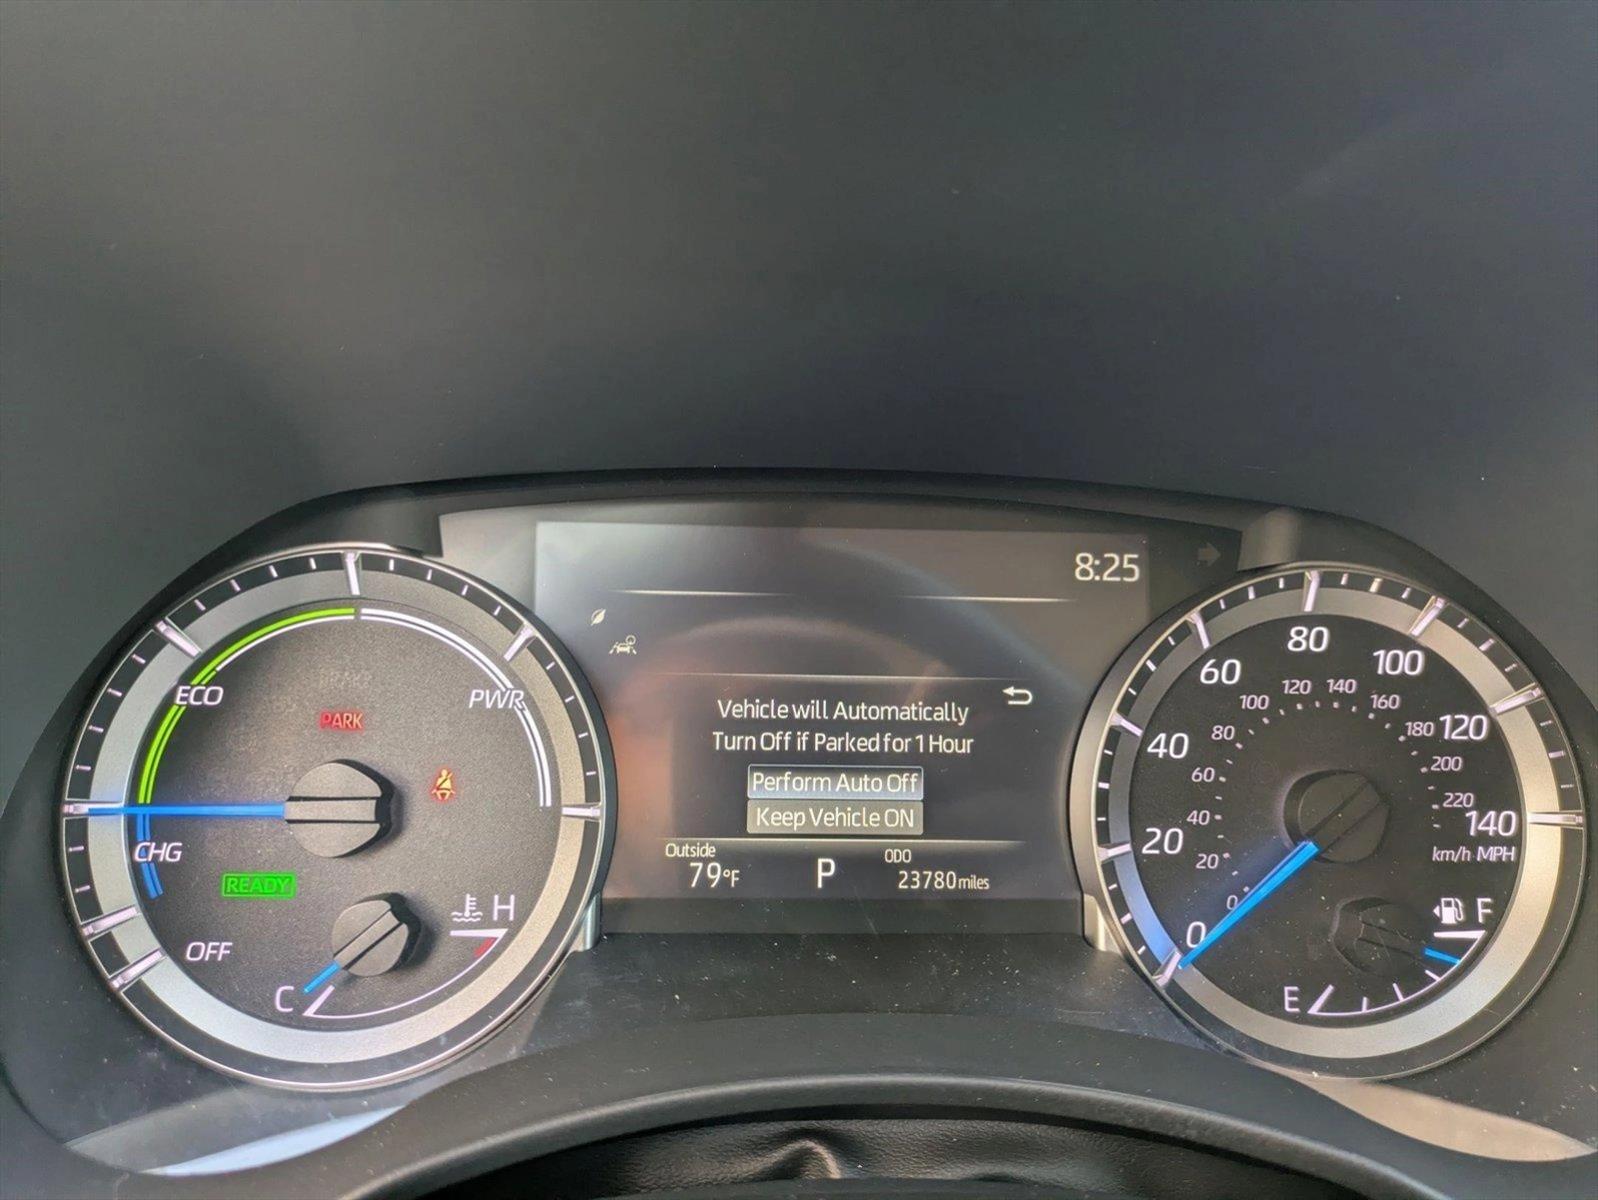 8:25
ECO
PWR
BRAKE
PARK
CHG
READY
OFF
C
H
Vehicle will Automatically
Turn Off if Parked for 1 Hour
Perform Auto Off
Keep Vehicle ON
Outside
79°F
P
ODO
23780 miles
0
20
40
60
80
100
120
140
0
20
40
60
80
100
120
140
160
180
200
220
km/h MPH
F
E